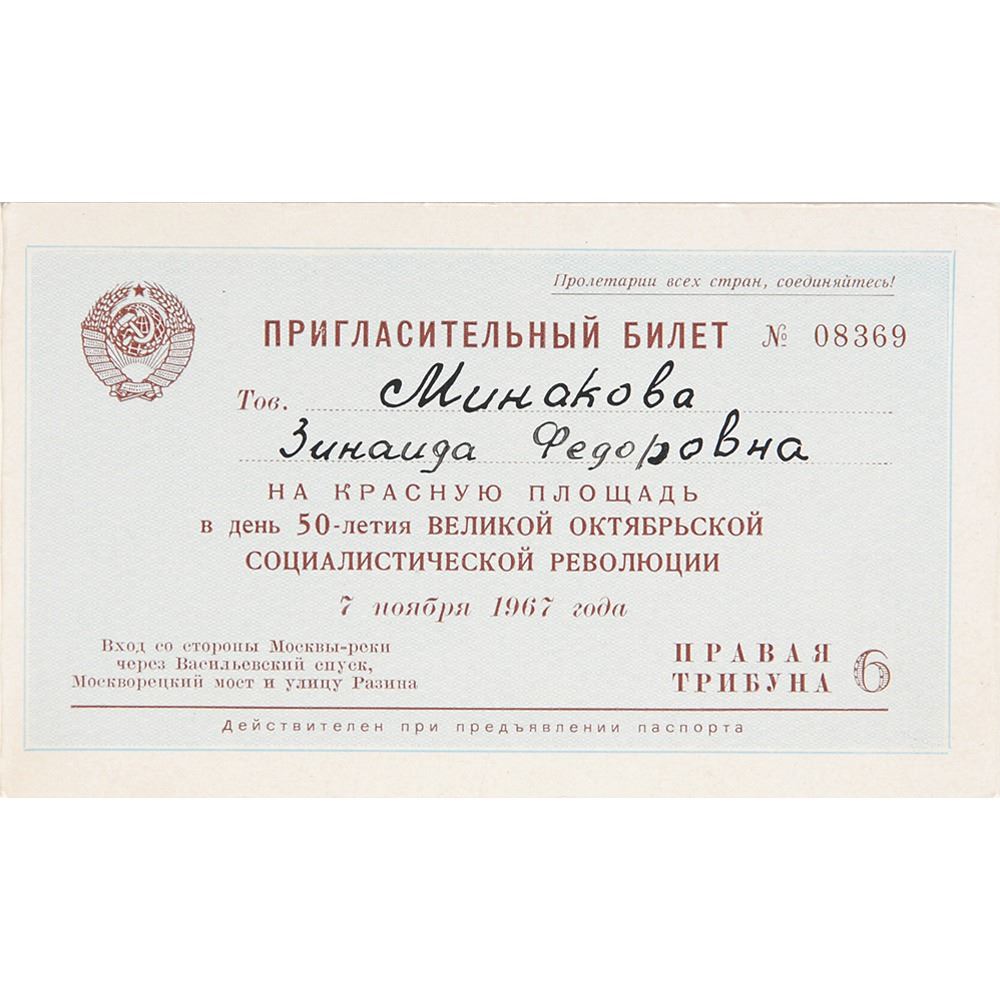 Пролетарии всех стран, соединяйтесь!
ПРИГЛАСИТЕЛЬНЫЙ БИЛЕТ № 08369
Тов. Минакова
Зинаида Федоровна
НА КРАСНУЮ ПЛОЩАДЬ
в день 50-летия ВЕЛИКОЙ ОКТЯБРЬСКОЙ
СОЦИАЛИСТИЧЕСКОЙ РЕВОЛЮЦИИ
7 ноября 1967 года
Вход со стороны Москвы-реки
через Васильевский спуск,
Москворецкий мост и улицу Разина
ПРАВАЯ
ТРИБУНА 6
Действителен при предъявлении паспорта